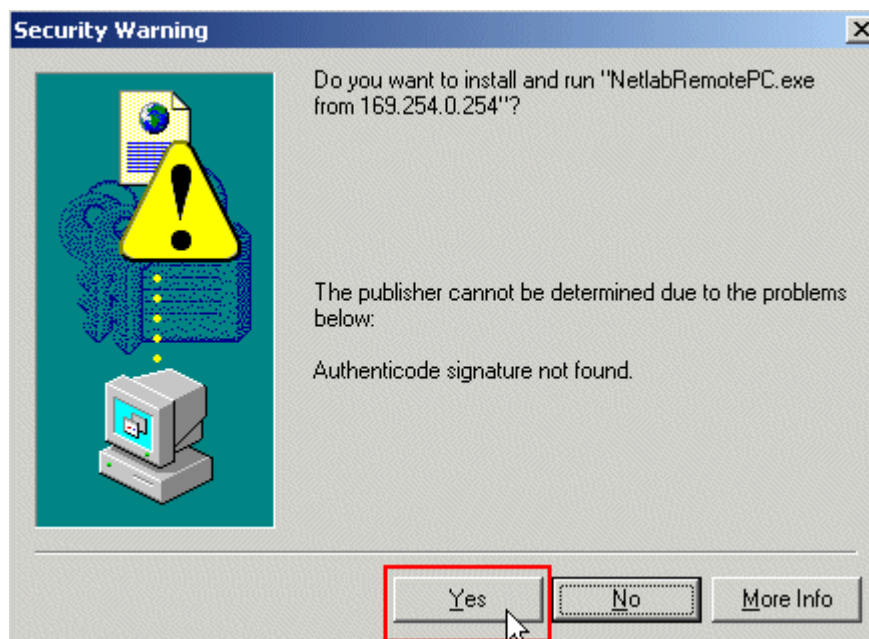 Security Warning
Do you want to install and run "NetlabRemotePC.exe
from 169.254.0.254"?
The publisher cannot be determined due to the problems
below:
Authenticode signature not found.
Yes
No
More Info